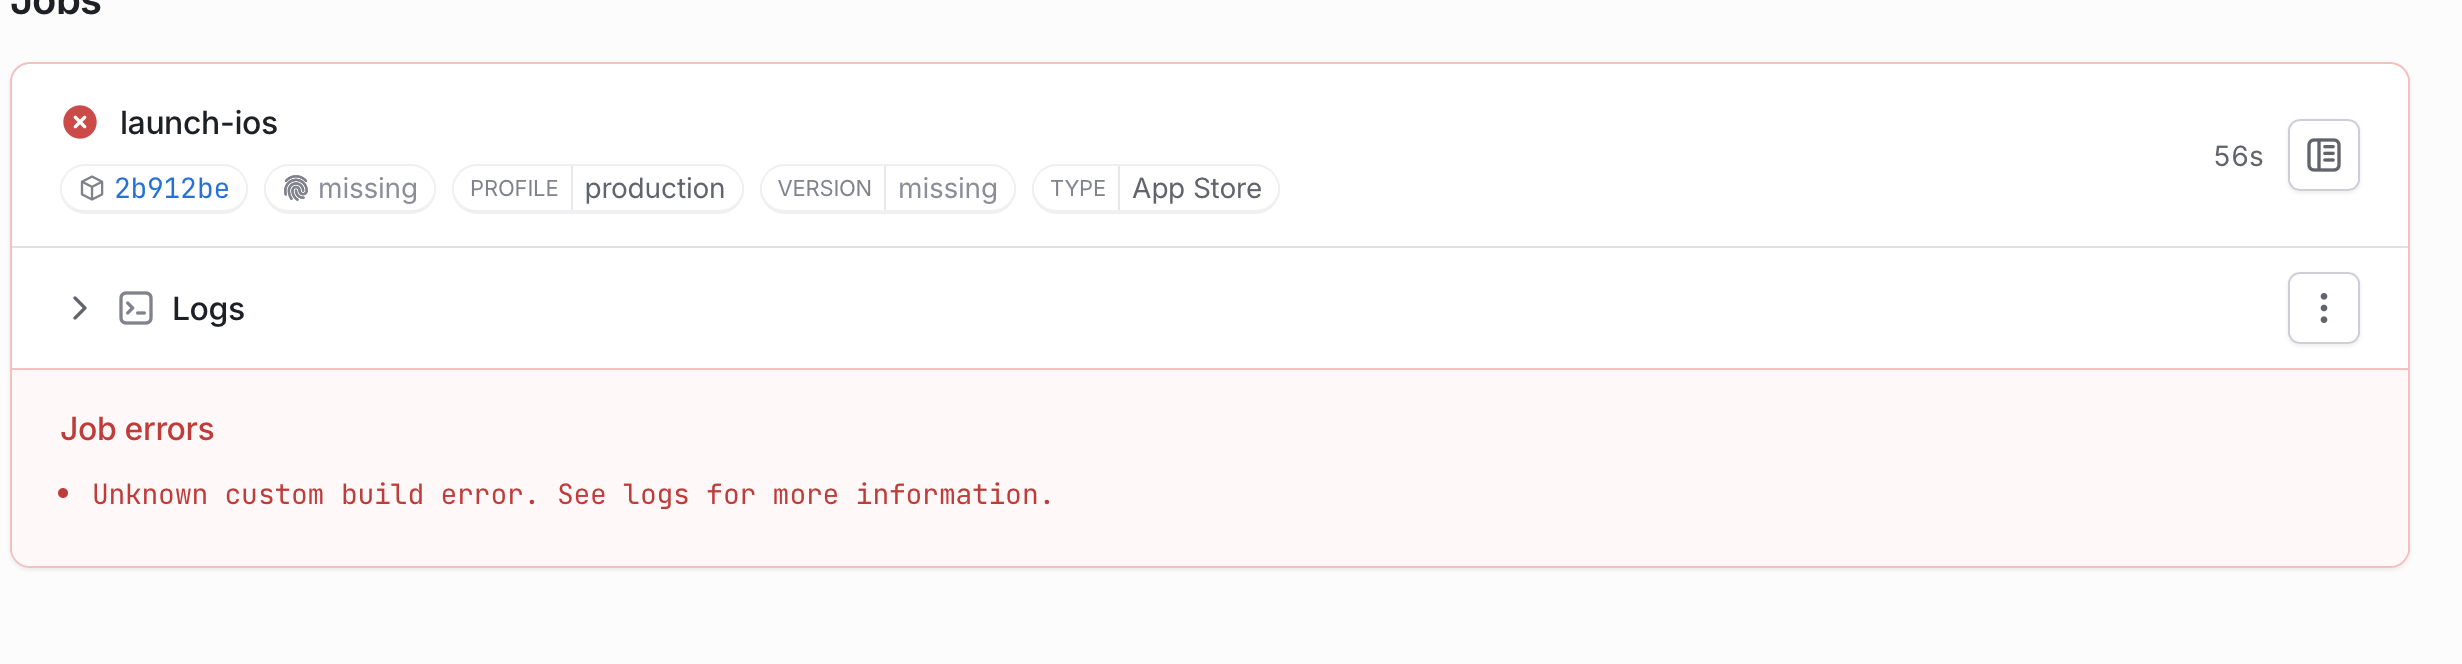 Jobs
launch-ios
56s
2b912be missing PROFILE production VERSION missing TYPE App Store
Logs
Job errors
• Unknown custom build error. See logs for more information.